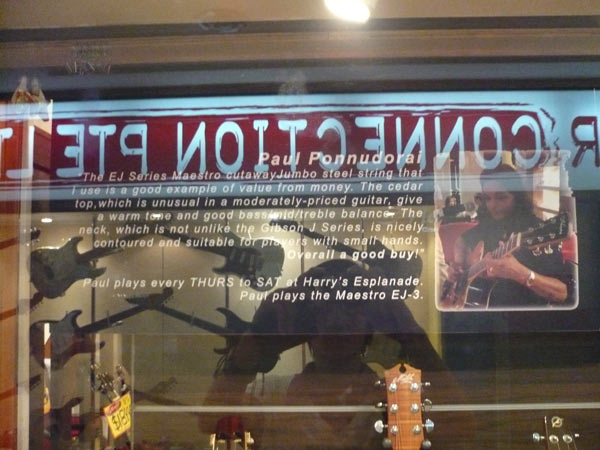 R CONNECTION PTE LT
Paul Ponnudorai
"The EJ Series Maestro cutawayJumbo steel string that
I use is a good example of value from money. The cedar
top,which is unusual in a moderately-priced guitar, give
a warm tone and good bass/mid/treble balance. The
neck, which is not unlike the Gibson J Series, is nicely
contoured and suitable for players with small hands.
Overall a good buy!"
Paul plays every THURS to SAT at Harry's Esplanade.
Paul plays the Maestro EJ-3.